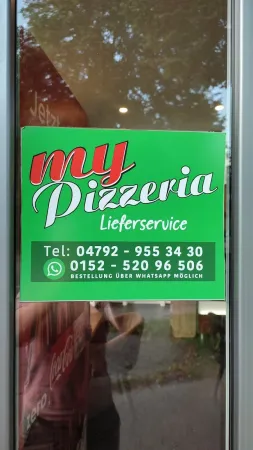 my
Pizzeria
Lieferservice
Tel: 04792 - 955 34 30
0152 - 520 96 506
BESTELLUNG ÜBER WHATSAPP MÖGLICH